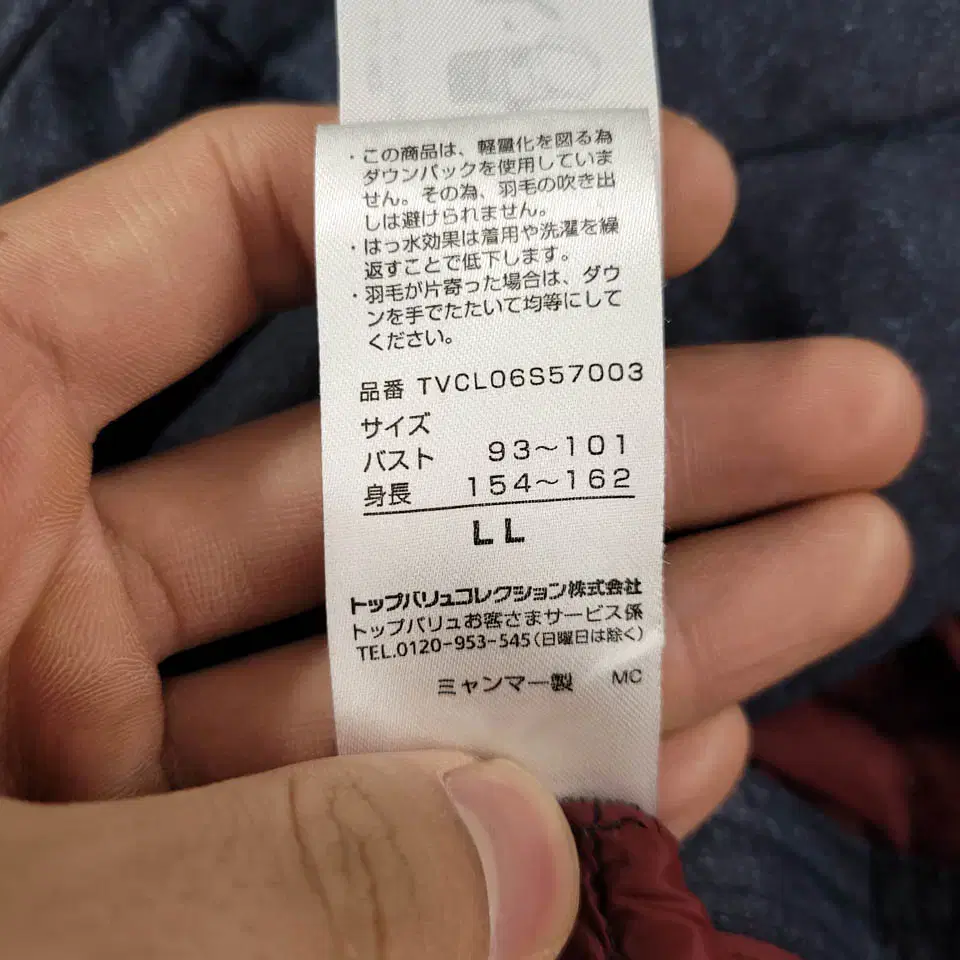 ・この商品は、軽量化を図る為
ダウンパックを使用していま
せん。その為、羽毛の吹き出
しは避けられません。
・はっ水効果は着用や洗濯を繰
返すことで低下します。
・羽毛が片寄った場合は、ダウ
ンを手でたたいて均等にして
ください。
品番 TVCL06S57003
サイズ
バスト 93～101
身長 154～162
LL
トップバリュコレクション株式会社
トップバリュお客さまサービス係
TEL.0120-953-545(日曜日は除く)
ミャンマー製 MC